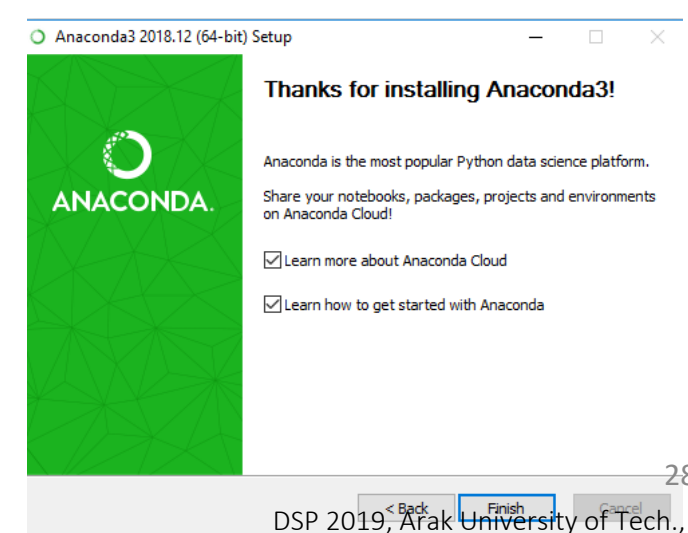 Anaconda3 2018.12 (64-bit) Setup
Thanks for installing Anaconda3!
ANACONDA.
Anaconda is the most popular Python data science platform.
Share your notebooks, packages, projects and environments
on Anaconda Cloud!
Learn more about Anaconda Cloud
Learn how to get started with Anaconda
28
< Back Finish Cancel
DSP 2019, Arak University of Tech.,